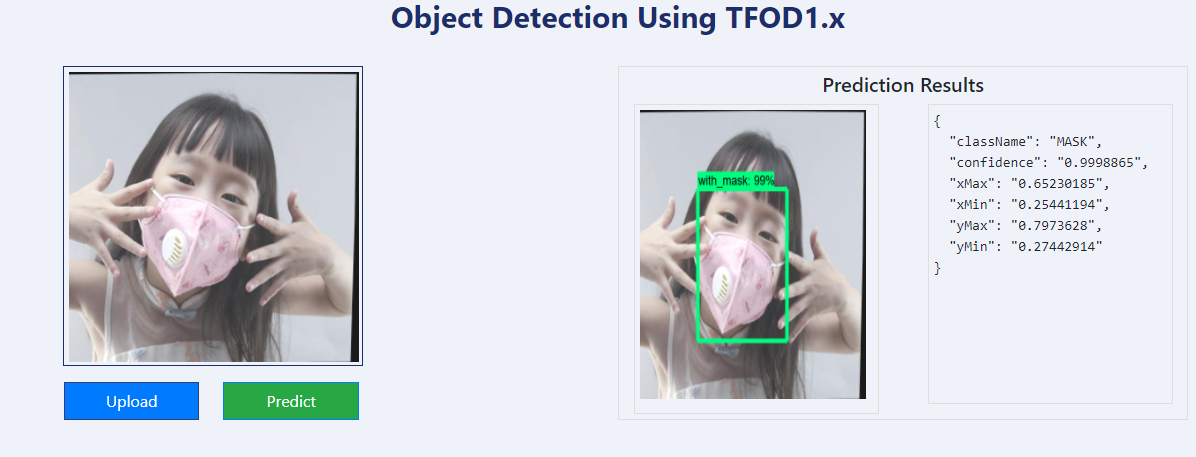 Object Detection Using TFOD1.x
Upload
Predict
Prediction Results
with_mask: 99%
{
"className": "MASK",
"confidence": "0.9998865",
"xMax": "0.65230185",
"xMin": "0.25441194",
"yMax": "0.7973628",
"yMin": "0.27442914"
}